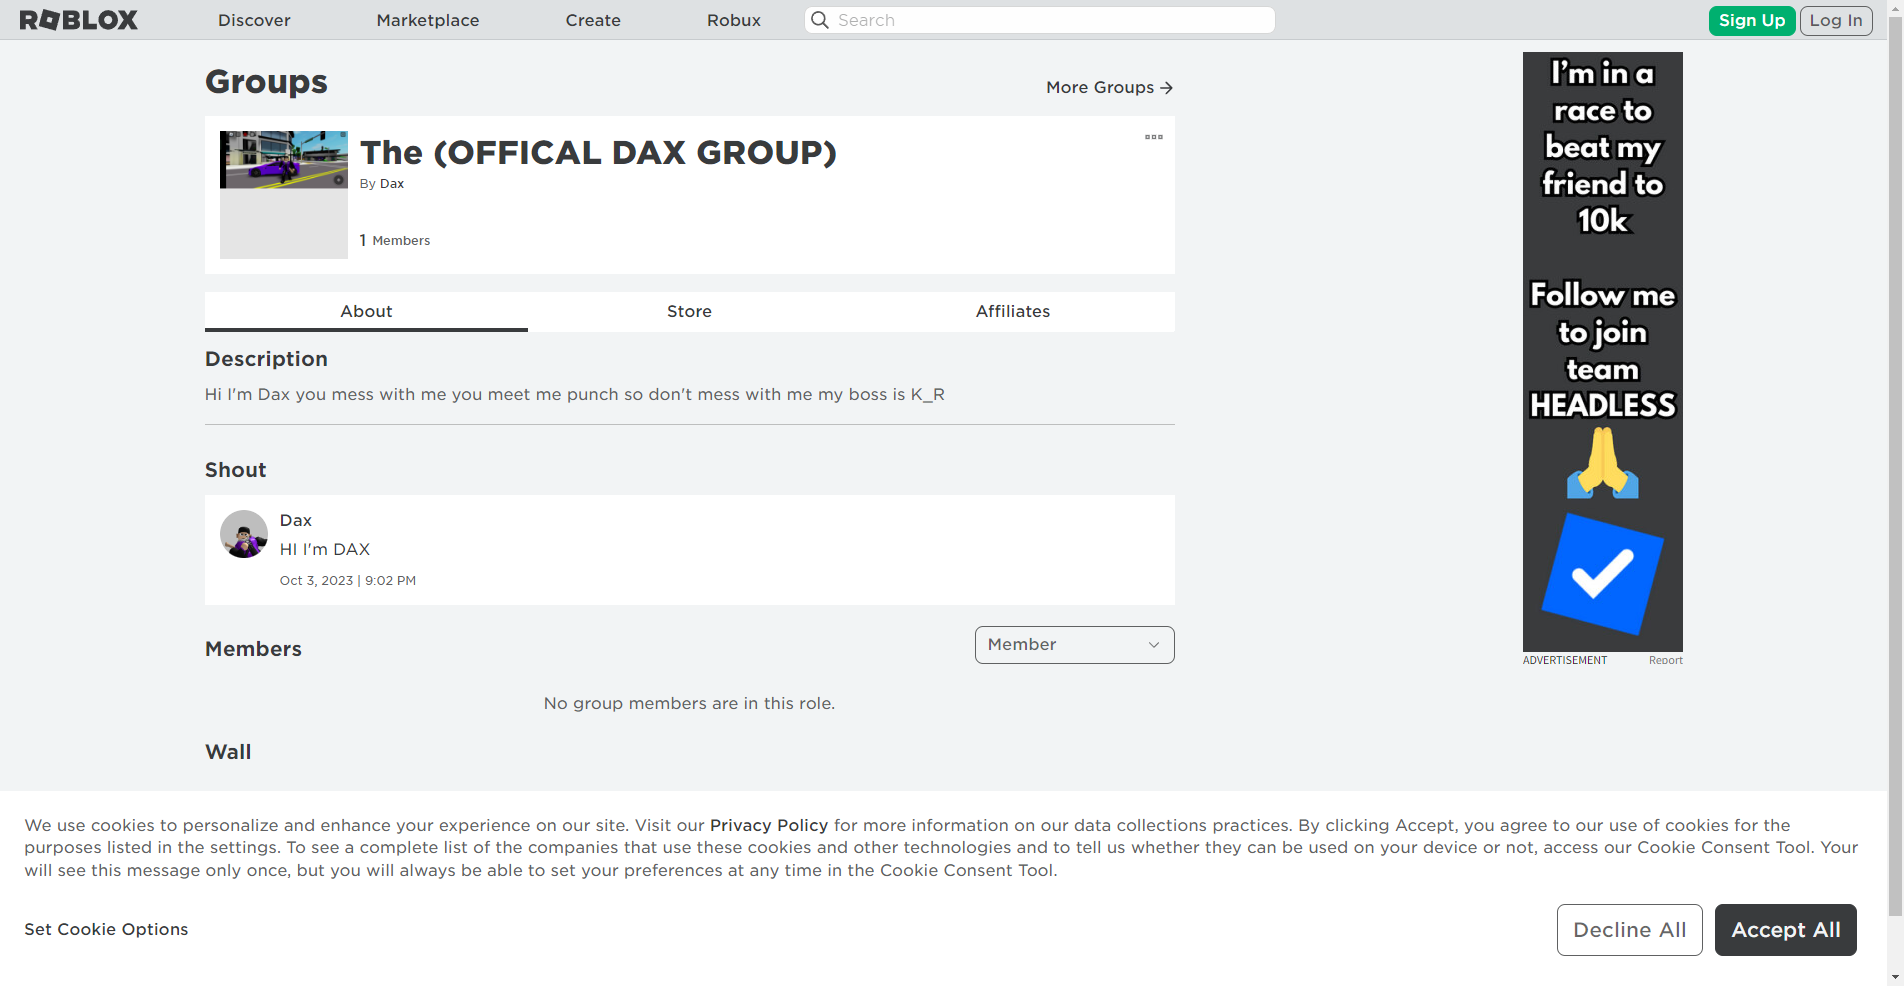 ROBLOX
Discover
Marketplace
Create
Robux
Search
Sign Up
Log In
Groups
More Groups
The (OFFICAL DAX GROUP)
By Dax
1 Members
About
Store
Affiliates
Description
Hi I'm Dax you mess with me you meet me punch so don't mess with me my boss is K_R
Shout
Dax
HI I'm DAX
Oct 3, 2023 | 9:02 PM
Members
Member
No group members are in this role.
Wall
I'm in a
race to
beat my
friend to
10k
Follow me
to join
team
HEADLESS
ADVERTISEMENT
Report
We use cookies to personalize and enhance your experience on our site. Visit our Privacy Policy for more information on our data collections practices. By clicking Accept, you agree to our use of cookies for the
purposes listed in the settings. To see a complete list of the companies that use these cookies and other technologies and to tell us whether they can be used on your device or not, access our Cookie Consent Tool. Your
will see this message only once, but you will always be able to set your preferences at any time in the Cookie Consent Tool.
Set Cookie Options
Decline All
Accept All